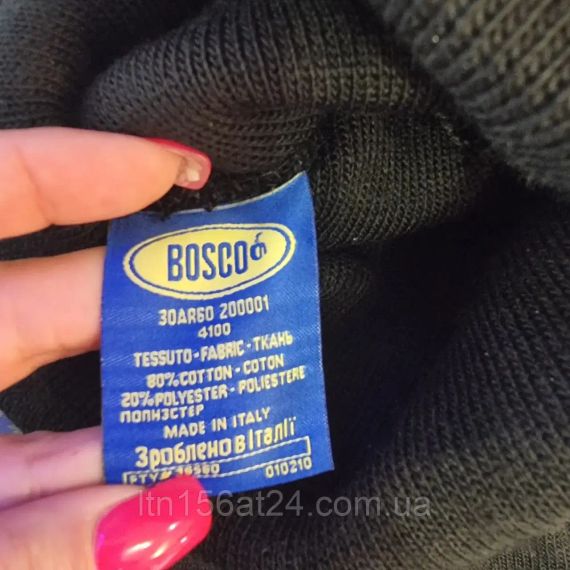 BOSCO
30AR60 200001
4100
TESSUTO-FABRIC-ТКАНЬ
80%COTTON-COTON
20%POLYESTER-POLIESTERE
ПОЛИЭСТЕР
MADE IN ITALY
Зроблено в Італії
010210
ltn156at24.com.ua